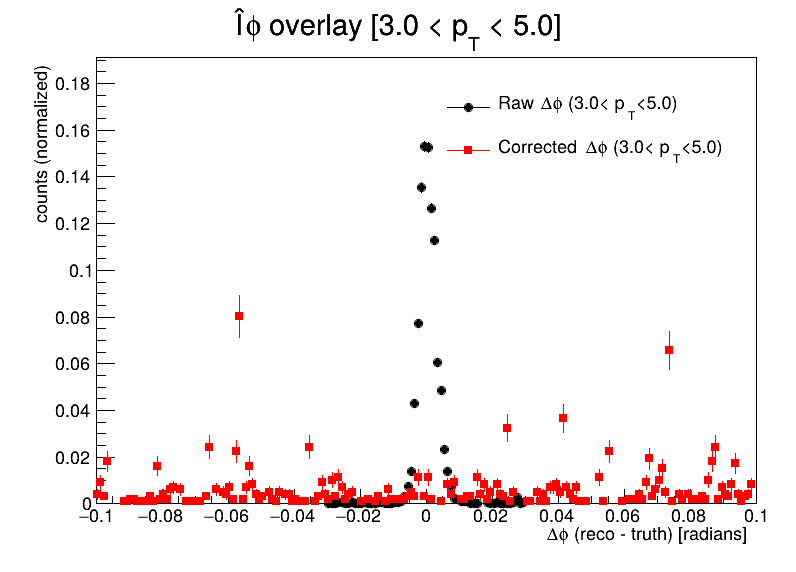 Îφ overlay [3.0 < p_T < 5.0]
Raw Δφ (3.0< p_T<5.0)
Corrected Δφ (3.0< p_T<5.0)
counts (normalized)
0.18
0.16
0.14
0.12
0.1
0.08
0.06
0.04
0.02
0
−0.1 −0.08 −0.06 −0.04 −0.02 0 0.02 0.04 0.06 0.08 0.1
Δφ (reco - truth) [radians]